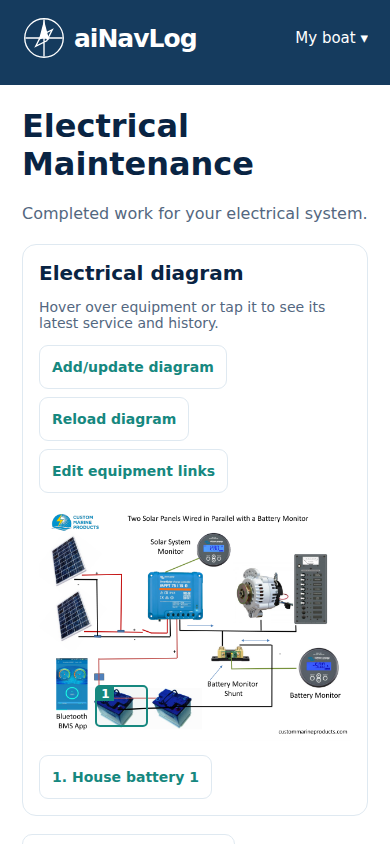 aiNavLog
My boat ▾
Electrical
Maintenance
Completed work for your electrical system.
Electrical diagram
Hover over equipment or tap it to see its
latest service and history.
Add/update diagram
Reload diagram
Edit equipment links
CUSTOM
MARINE
PRODUCTS
Two Solar Panels Wired in Parallel with a Battery Monitor
Solar System
Monitor
Battery Monitor
Shunt
Battery Monitor
Bluetooth
BMS App
1
custommarineproducts.com
1. House battery 1